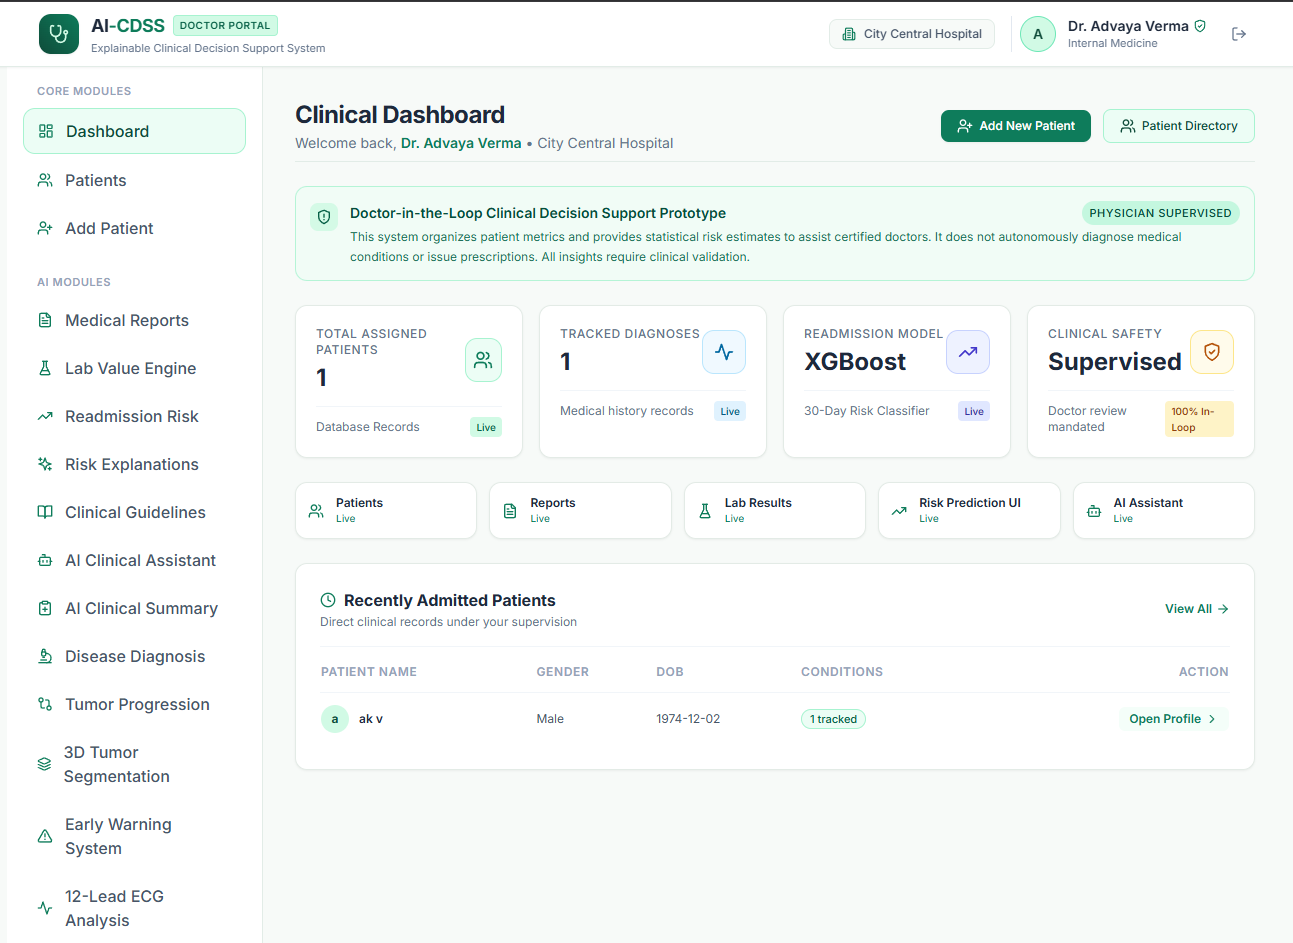 AI-CDSS DOCTOR PORTAL
Explainable Clinical Decision Support System
City Central Hospital
A
Dr. Advaya Verma
Internal Medicine
CORE MODULES
Dashboard
Patients
Add Patient
AI MODULES
Medical Reports
Lab Value Engine
Readmission Risk
Risk Explanations
Clinical Guidelines
AI Clinical Assistant
AI Clinical Summary
Disease Diagnosis
Tumor Progression
3D Tumor
Segmentation
Early Warning
System
12-Lead ECG
Analysis
Clinical Dashboard
Welcome back, Dr. Advaya Verma • City Central Hospital
Add New Patient
Patient Directory
Doctor-in-the-Loop Clinical Decision Support Prototype
PHYSICIAN SUPERVISED
This system organizes patient metrics and provides statistical risk estimates to assist certified doctors. It does not autonomously diagnose medical
conditions or issue prescriptions. All insights require clinical validation.
TOTAL ASSIGNED
PATIENTS
1
Database Records
Live
TRACKED DIAGNOSES
1
Medical history records
Live
READMISSION MODEL
XGBoost
30-Day Risk Classifier
Live
CLINICAL SAFETY
Supervised
Doctor review
mandated
100% In-
Loop
Patients
Live
Reports
Live
Lab Results
Live
Risk Prediction UI
Live
AI Assistant
Live
Recently Admitted Patients
Direct clinical records under your supervision
View All
PATIENT NAME GENDER DOB CONDITIONS ACTION
a ak v Male 1974-12-02 1 tracked Open Profile